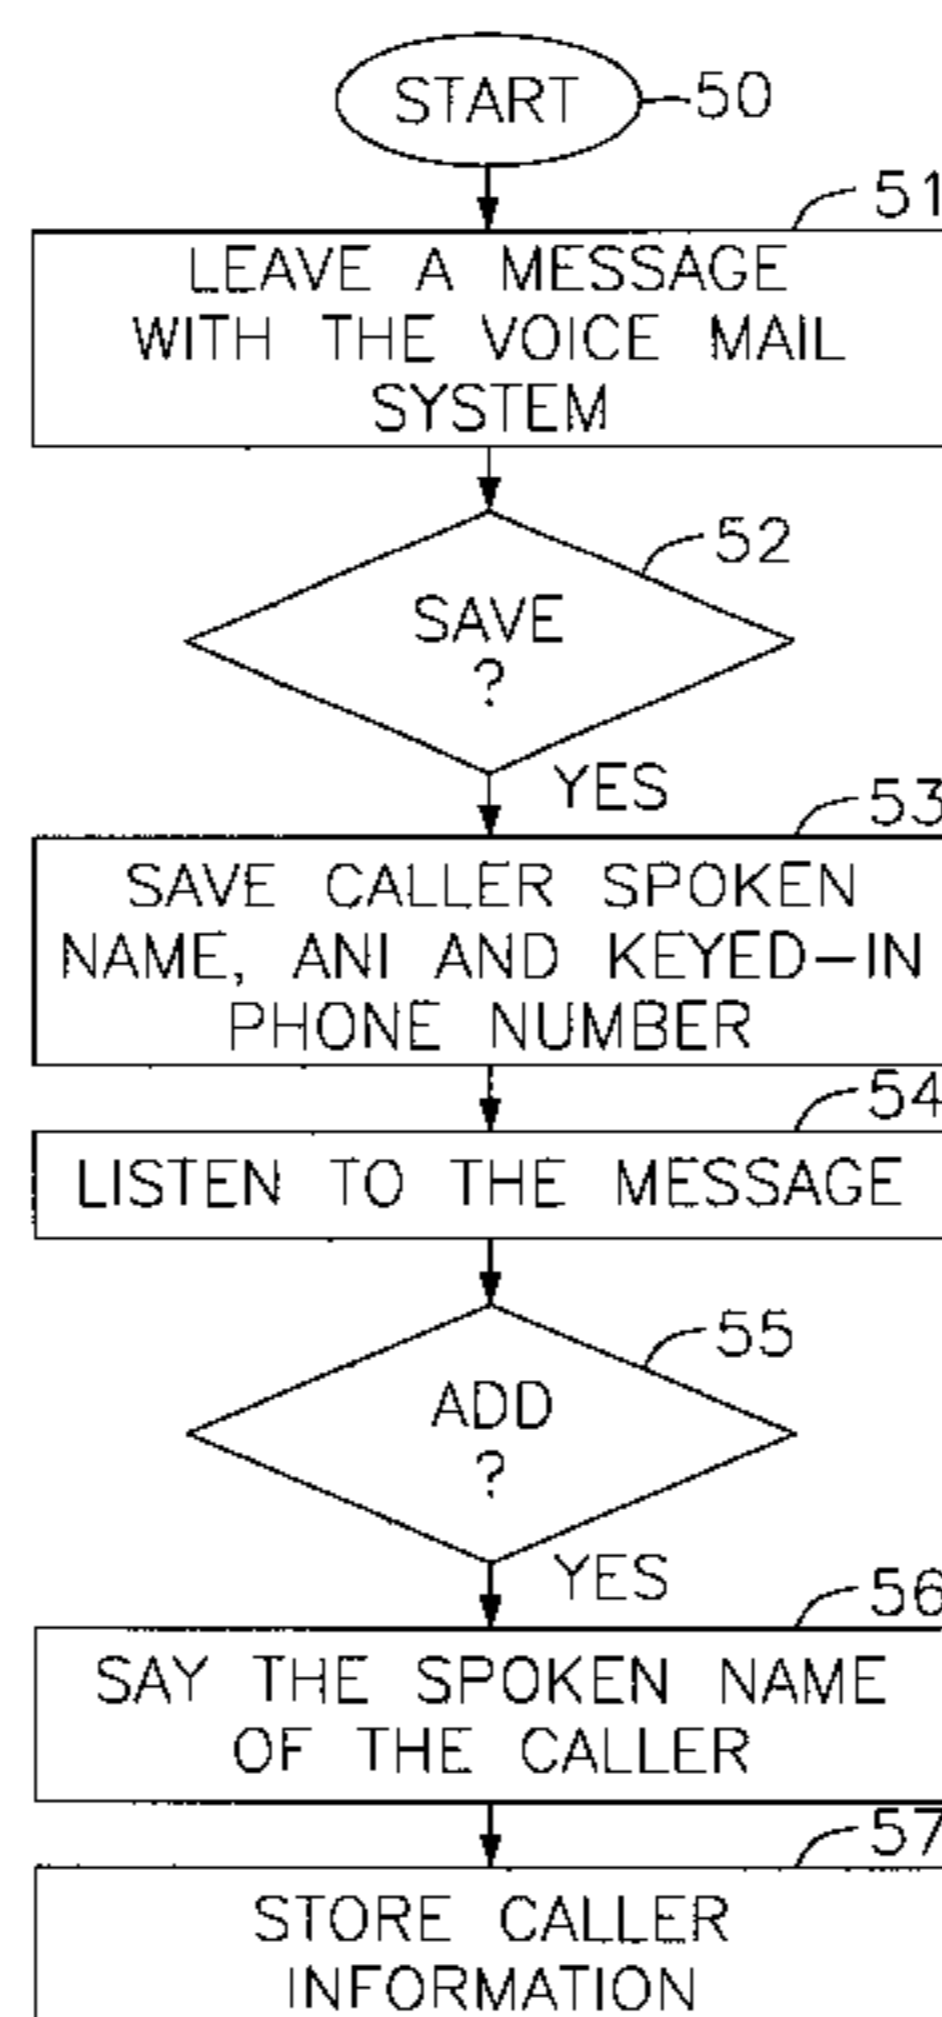 START
50
51
LEAVE A MESSAGE
WITH THE VOICE MAIL
SYSTEM
52
SAVE
?
YES
53
SAVE CALLER SPOKEN
NAME, ANI AND KEYED-IN
PHONE NUMBER
54
LISTEN TO THE MESSAGE
55
ADD
?
YES
56
SAY THE SPOKEN NAME
OF THE CALLER
57
STORE CALLER
INFORMATION